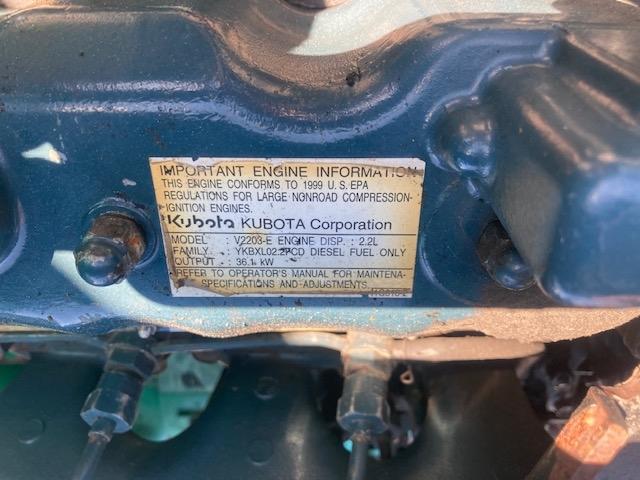 IMPORTANT ENGINE INFORMATION
THIS ENGINE CONFORMS TO 1999 U.S. EPA
REGULATIONS FOR LARGE NONROAD COMPRESSION-
IGNITION ENGINES.
Kubota KUBOTA Corporation
MODEL : V2203-E ENGINE DISP. : 2.2L
FAMILY : YKBXL02.2FCD DIESEL FUEL ONLY
OUTPUT : 36.1 kW
REFER TO OPERATOR'S MANUAL FOR MAINTENA-
SPECIFICATIONS AND ADJUSTMENTS.